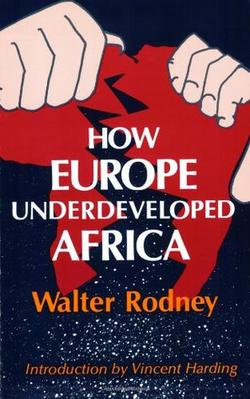 HOW
EUROPE
UNDERDEVELOPED
AFRICA
Walter Rodney
Introduction by Vincent Harding